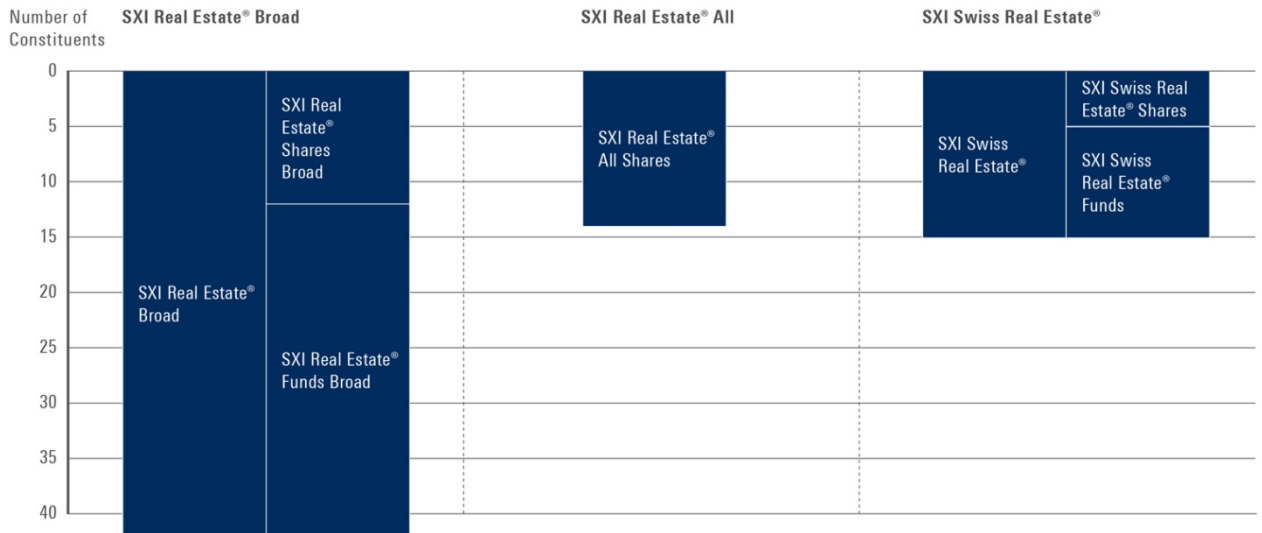 Number of
Constituents
SXI Real Estate® Broad
SXI Real Estate® All
SXI Swiss Real Estate®
0
5
10
15
20
25
30
35
40
SXI Real Estate®
Broad
SXI Real
Estate®
Shares
Broad
SXI Real Estate®
Funds Broad
SXI Real Estate®
All Shares
SXI Swiss
Real Estate®
SXI Swiss Real
Estate® Shares
SXI Swiss
Real Estate®
Funds